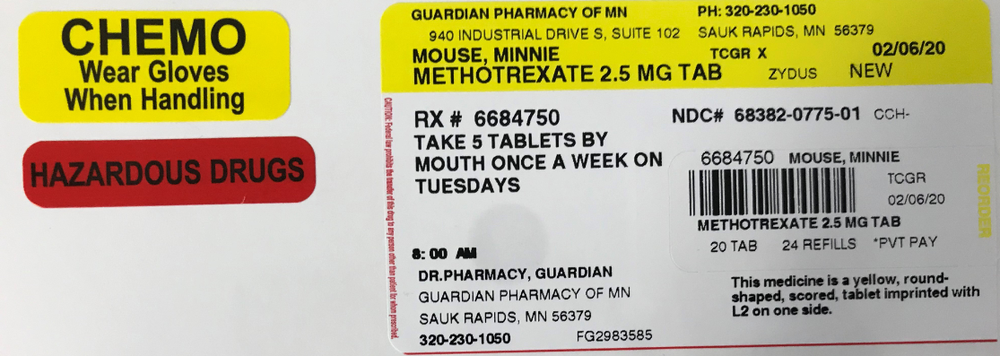 CHEMO
Wear Gloves
When Handling
HAZARDOUS DRUGS
GUARDIAN PHARMACY OF MN PH: 320-230-1050
940 INDUSTRIAL DRIVE S, SUITE 102 SAUK RAPIDS, MN 56379
MOUSE, MINNIE TCGR X 02/06/20
METHOTREXATE 2.5 MG TAB ZYDUS NEW
CAUTION: Federal law prohibits the transfer of this drug to any person other than patient for whom prescribed.
RX # 6684750 NDC# 68382-0775-01 CCH-
TAKE 5 TABLETS BY
MOUTH ONCE A WEEK ON
TUESDAYS
8:00 AM
DR.PHARMACY, GUARDIAN
GUARDIAN PHARMACY OF MN
SAUK RAPIDS, MN 56379
320-230-1050 FG2983585
6684750 MOUSE, MINNIE
TCGR
02/06/20
METHOTREXATE 2.5 MG TAB
20 TAB 24 REFILLS *PVT PAY
REORDER
This medicine is a yellow, round-
shaped, scored, tablet imprinted with
L2 on one side.